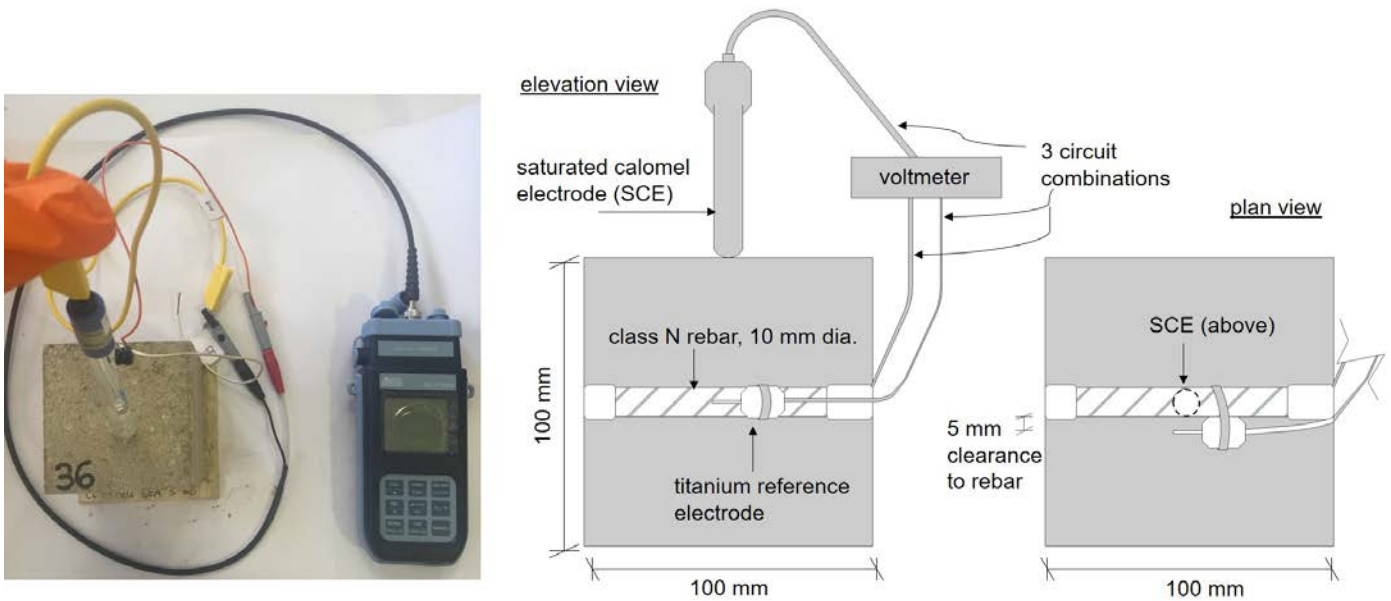 36
elevation view
saturated calomel
electrode (SCE)
3 circuit
combinations
voltmeter
plan view
class N rebar, 10 mm dia.
SCE (above)
100 mm
5 mm
clearance
to rebar
titanium reference
electrode
100 mm
100 mm